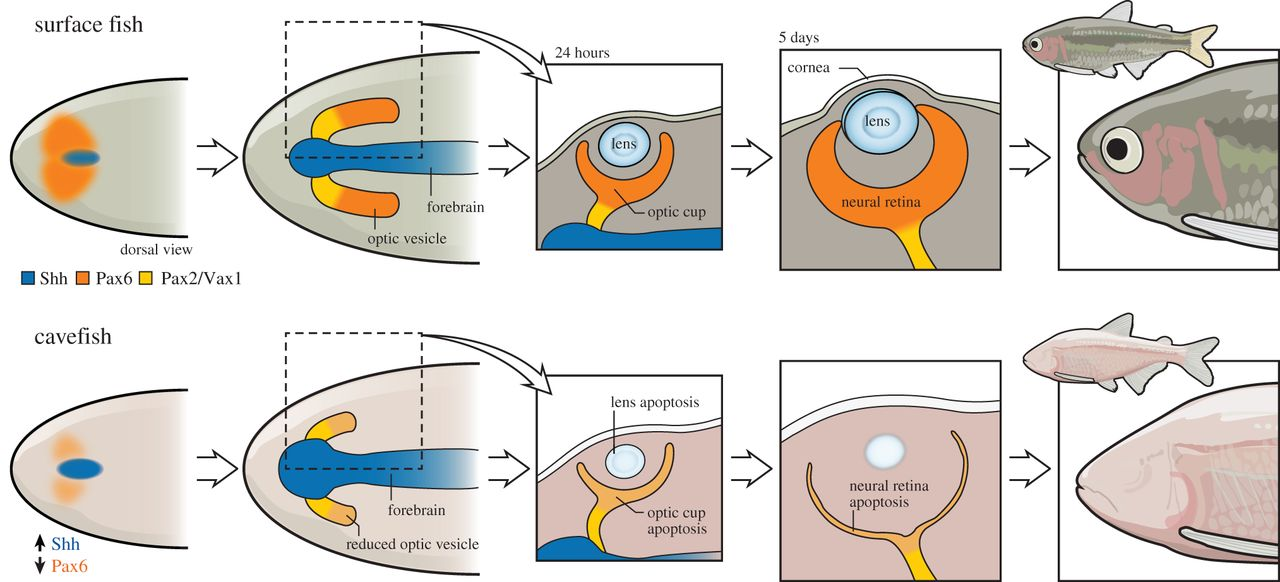 surface fish
24 hours
5 days
cornea
lens
lens
forebrain
optic cup
neural retina
optic vesicle
dorsal view
Shh Pax6 Pax2/Vax1
cavefish
lens apoptosis
neural retina
apoptosis
forebrain
optic cup
apoptosis
reduced optic vesicle
Shh
Pax6